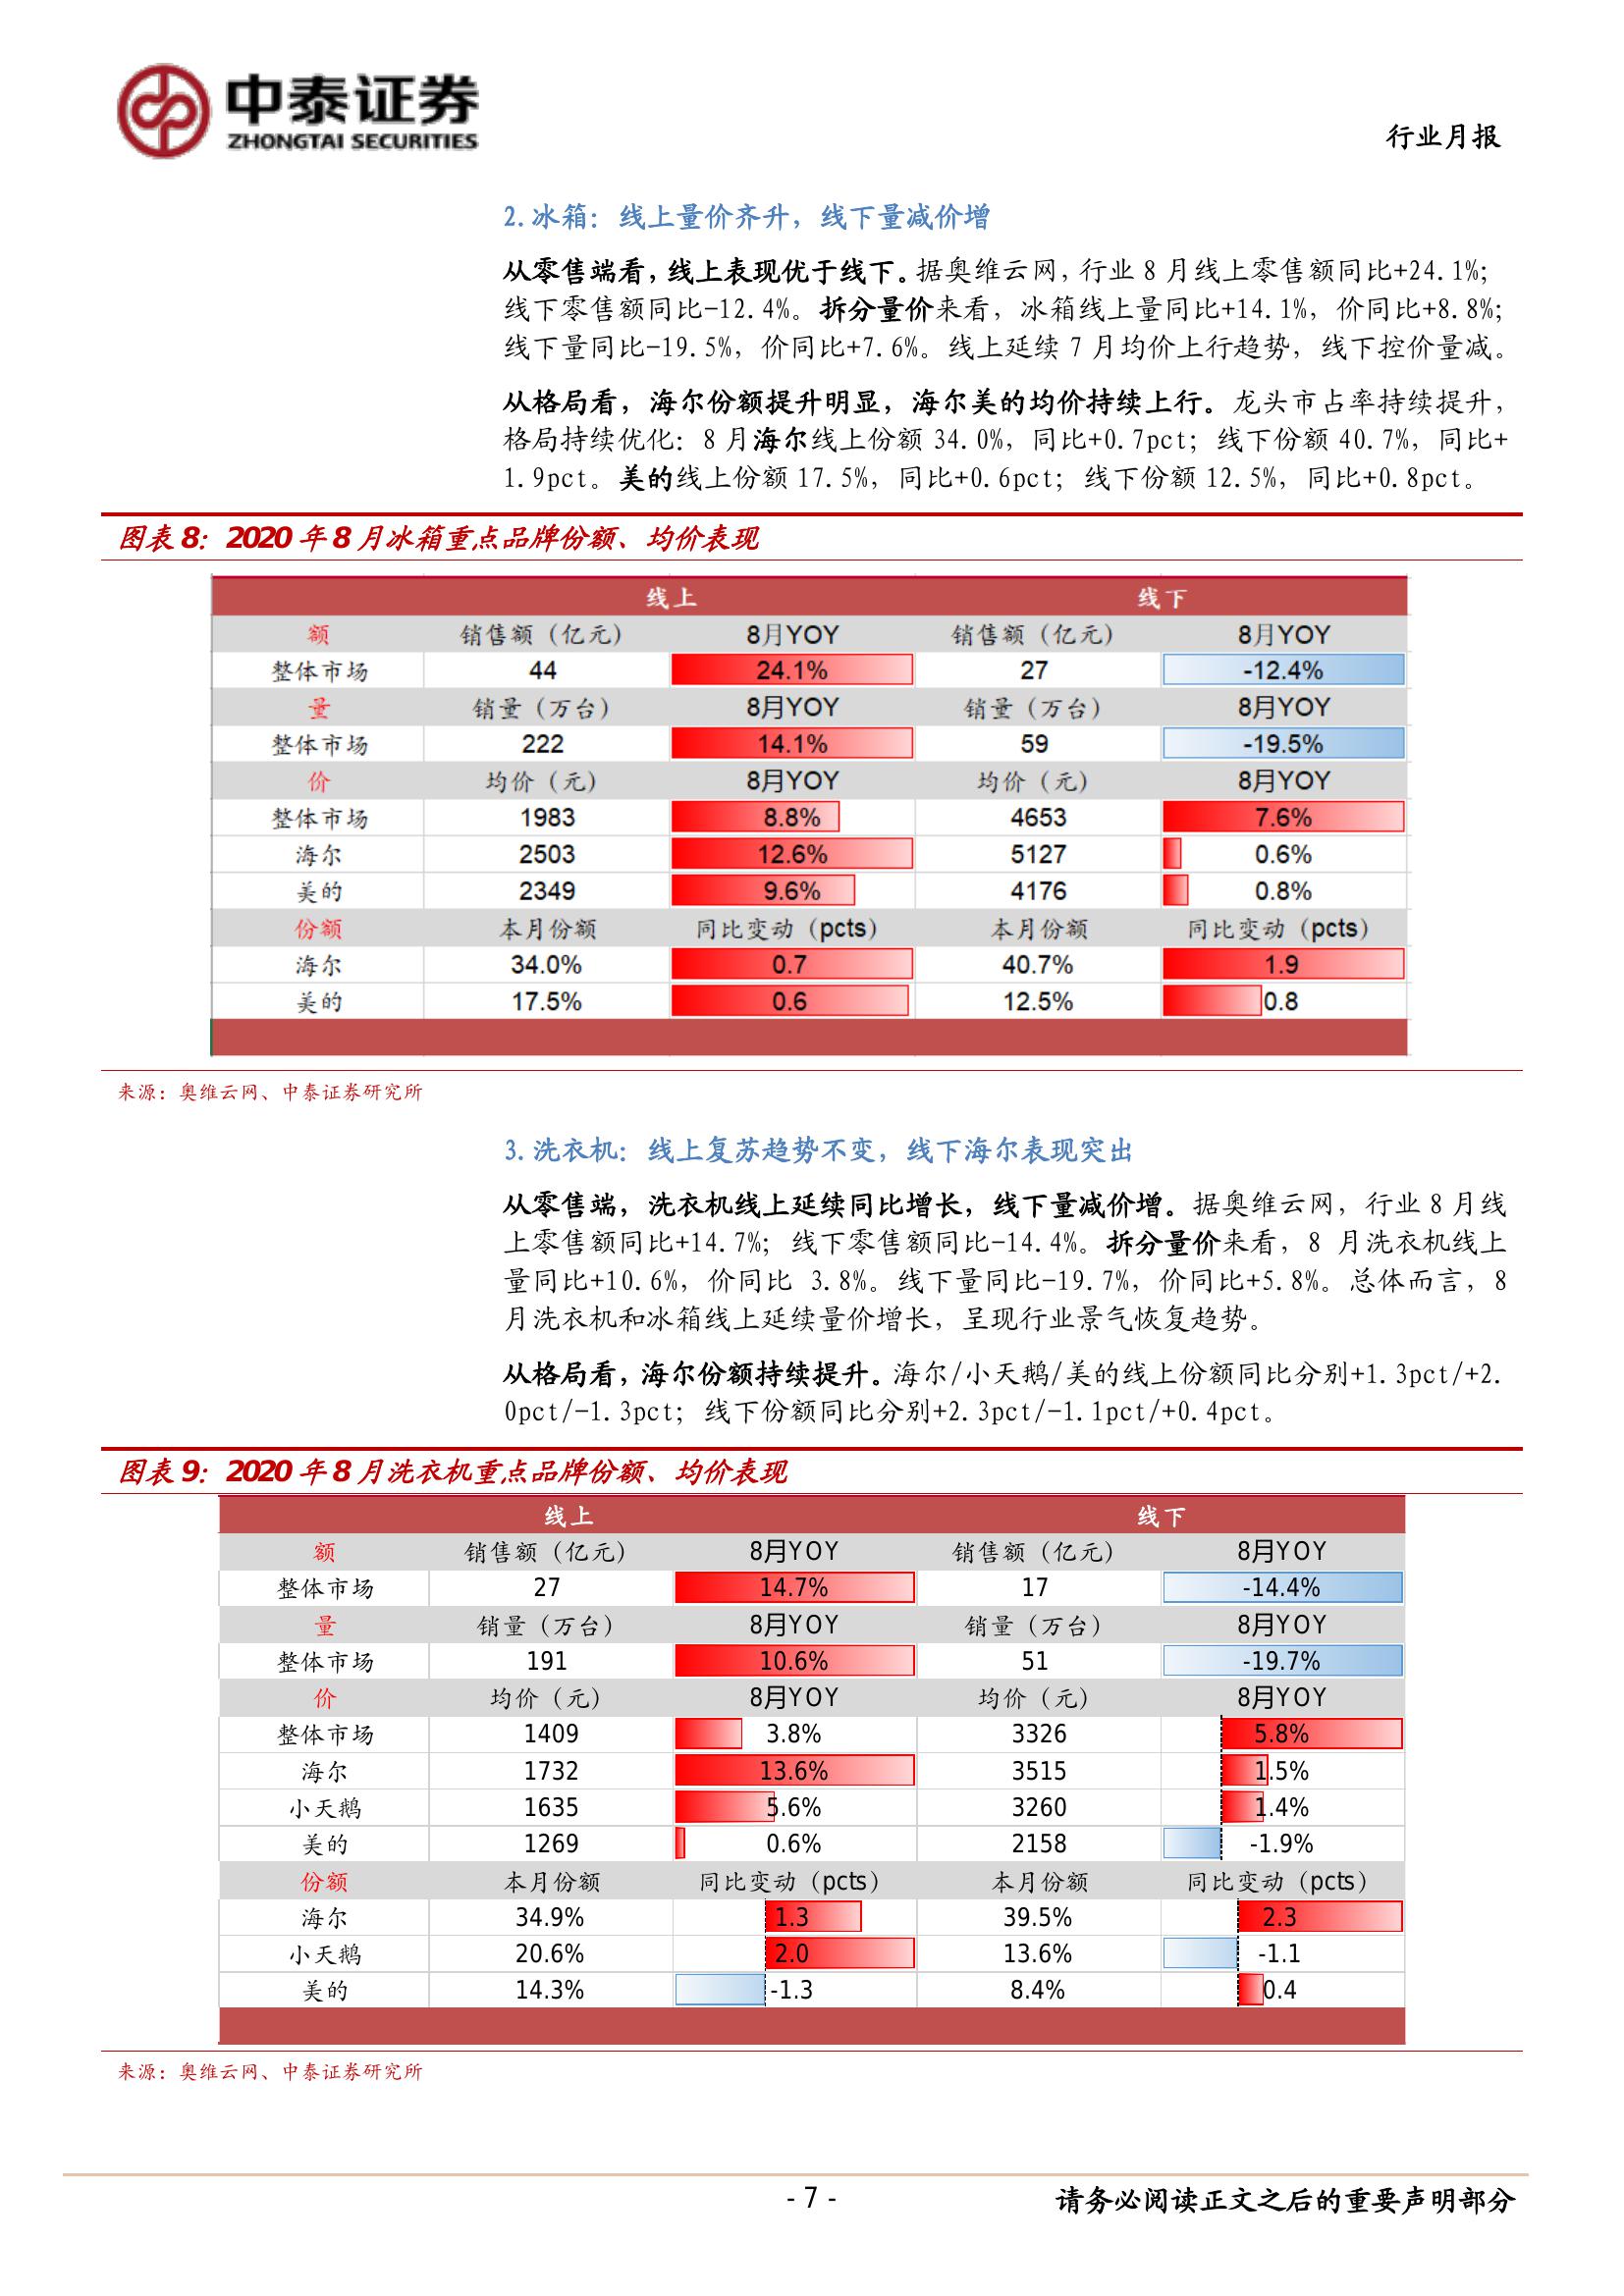 中泰证券
ZHONGTAI SECURITIES
行业月报
2.冰箱：线上量价齐升，线下量减价增
从零售端看，线上表现优于线下。据奥维云网，行业 8 月线上零售额同比+24.1%；
线下零售额同比-12.4%。拆分量价来看，冰箱线上量同比+14.1%，价同比+8.8%；
线下量同比-19.5%，价同比+7.6%。线上延续 7 月均价上行趋势，线下控价量减。
从格局看，海尔份额提升明显，海尔美的均价持续上行。龙头市占率持续提升，
格局持续优化：8 月海尔线上份额 34.0%，同比+0.7pct；线下份额 40.7%，同比+
1.9pct。美的线上份额 17.5%，同比+0.6pct；线下份额 12.5%，同比+0.8pct。
图表 8：2020 年 8 月冰箱重点品牌份额、均价表现
线上 线下
额 销售额（亿元） 8月YOY 销售额（亿元） 8月YOY
整体市场 44 24.1% 27 -12.4%
量 销量（万台） 8月YOY 销量（万台） 8月YOY
整体市场 222 14.1% 59 -19.5%
价 均价（元） 8月YOY 均价（元） 8月YOY
整体市场 1983 8.8% 4653 7.6%
海尔 2503 12.6% 5127 0.6%
美的 2349 9.6% 4176 0.8%
份额 本月份额 同比变动（pcts） 本月份额 同比变动（pcts）
海尔 34.0% 0.7 40.7% 1.9
美的 17.5% 0.6 12.5% 0.8
来源：奥维云网、中泰证券研究所
3.洗衣机：线上复苏趋势不变，线下海尔表现突出
从零售端，洗衣机线上延续同比增长，线下量减价增。据奥维云网，行业 8 月线
上零售额同比+14.7%；线下零售额同比-14.4%。拆分量价来看，8 月洗衣机线上
量同比+10.6%，价同比 3.8%。线下量同比-19.7%，价同比+5.8%。总体而言，8
月洗衣机和冰箱线上延续量价增长，呈现行业景气恢复趋势。
从格局看，海尔份额持续提升。海尔/小天鹅/美的线上份额同比分别+1.3pct/+2.
0pct/-1.3pct；线下份额同比分别+2.3pct/-1.1pct/+0.4pct。
图表 9：2020 年 8 月洗衣机重点品牌份额、均价表现
线上 线下
额 销售额（亿元） 8月YOY 销售额（亿元） 8月YOY
整体市场 27 14.7% 17 -14.4%
量 销量（万台） 8月YOY 销量（万台） 8月YOY
整体市场 191 10.6% 51 -19.7%
价 均价（元） 8月YOY 均价（元） 8月YOY
整体市场 1409 3.8% 3326 5.8%
海尔 1732 13.6% 3515 1.5%
小天鹅 1635 5.6% 3260 1.4%
美的 1269 0.6% 2158 -1.9%
份额 本月份额 同比变动（pcts） 本月份额 同比变动（pcts）
海尔 34.9% 1.3 39.5% 2.3
小天鹅 20.6% 2.0 13.6% -1.1
美的 14.3% -1.3 8.4% 0.4
来源：奥维云网、中泰证券研究所
- 7 -
请务必阅读正文之后的重要声明部分